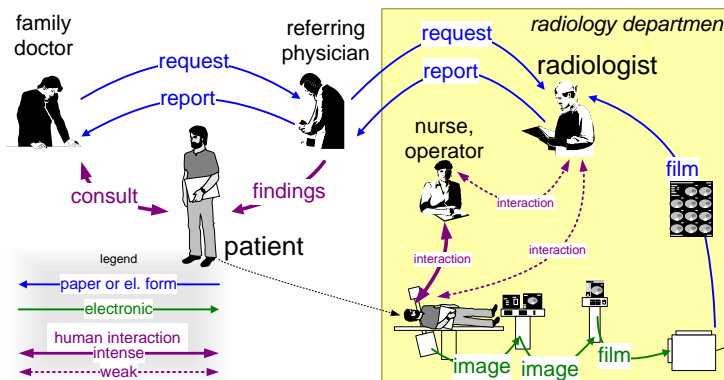 family
doctor
referring
physician
radiology department
request
report
request
report
radiologist
nurse,
operator
film
consult
findings
interaction
interaction
interaction
patient
legend
paper or el. form
electronic
human interaction
intense
weak
image
image
film